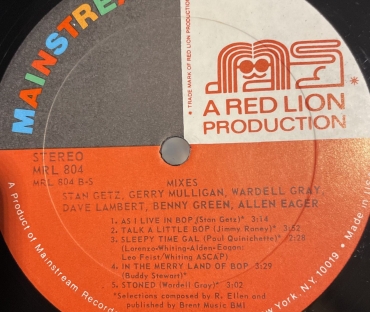 MAINSTREA
• TRADE MARK OF RED LION PRODUCTION
A RED LION
PRODUCTION
STEREO
MRL 804
MRL 804 B-S
MIXES
STAN GETZ, GERRY MULLIGAN, WARDELL GRAY,
DAVE LAMBERT, BENNY GREEN, ALLEN EAGER
1. AS I LIVE IN BOP (Stan Getz)* 3:14
2. TALK A LITTLE BOP (Jimmy Raney)* 3:52
3. SLEEPY TIME GAL (Paul Quinichette)* 2:28
(Lorenzo-Whiting-Alden-Eagan:
Leo Feist/Whiting ASCAP)
4. IN THE MERRY LAND OF BOP 3:29
(Buddy Stewart)*
5. STONED (Wardell Gray)* 3:02
*Selections composed by R. Ellen and
published by Brent Music BMI
A Product of Mainstream Record
York, N.Y. 10019 • Made in U